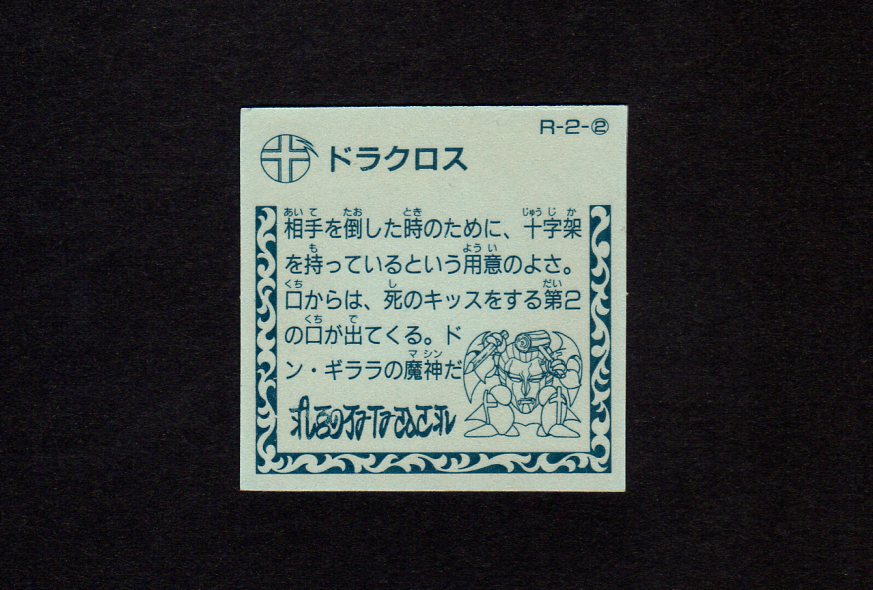 R-2-②
ドラクロス
相手を倒した時のために、十字架
を持っているという用意のよさ。
口からは、死のキッスをする第2
の口が出てくる。ド
ン・ギララの魔神だ